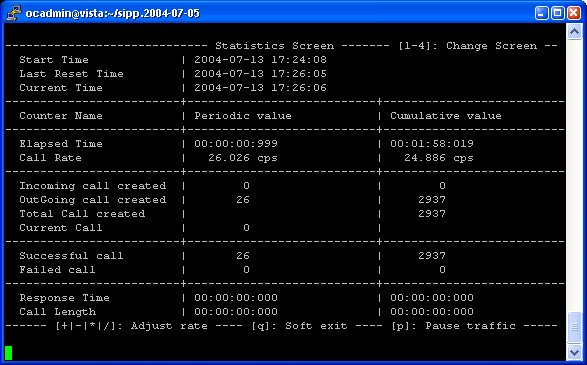 ocadmin@vista:~/sipp.2004-07-05
----------------------------- Statistics Screen ------- [1-4]: Change Screen --
Start Time | 2004-07-13 17:24:08
Last Reset Time | 2004-07-13 17:26:05
Current Time | 2004-07-13 17:26:06
Counter Name | Periodic value | Cumulative value
Elapsed Time | 00:00:00:999 | 00:01:58:019
Call Rate | 26.026 cps | 24.886 cps
Incoming call created | 0 | 0
OutGoing call created | 26 | 2937
Total Call created | | 2937
Current Call | 0 |
Successful call | 26 | 2937
Failed call | 0 | 0
Response Time | 00:00:00:000 | 00:00:00:000
Call Length | 00:00:00:000 | 00:00:00:000
------ [+|-|*|/]: Adjust rate ---- [q]: Soft exit ---- [p]: Pause traffic -----